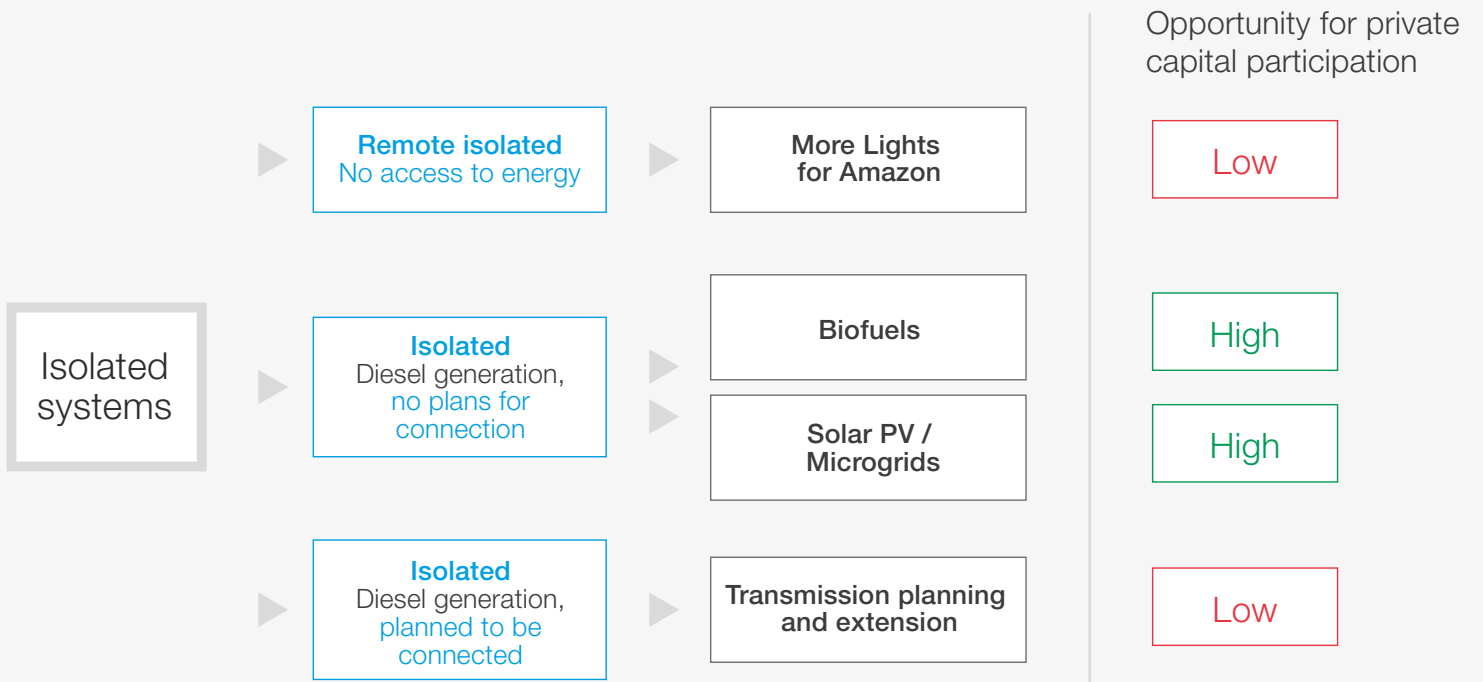 Opportunity for private
capital participation
Remote isolated
No access to energy
More Lights
for Amazon
Low
Isolated
systems
Isolated
Diesel generation,
no plans for
connection
Biofuels
High
Solar PV /
Microgrids
High
Isolated
Diesel generation,
planned to be
connected
Transmission planning
and extension
Low